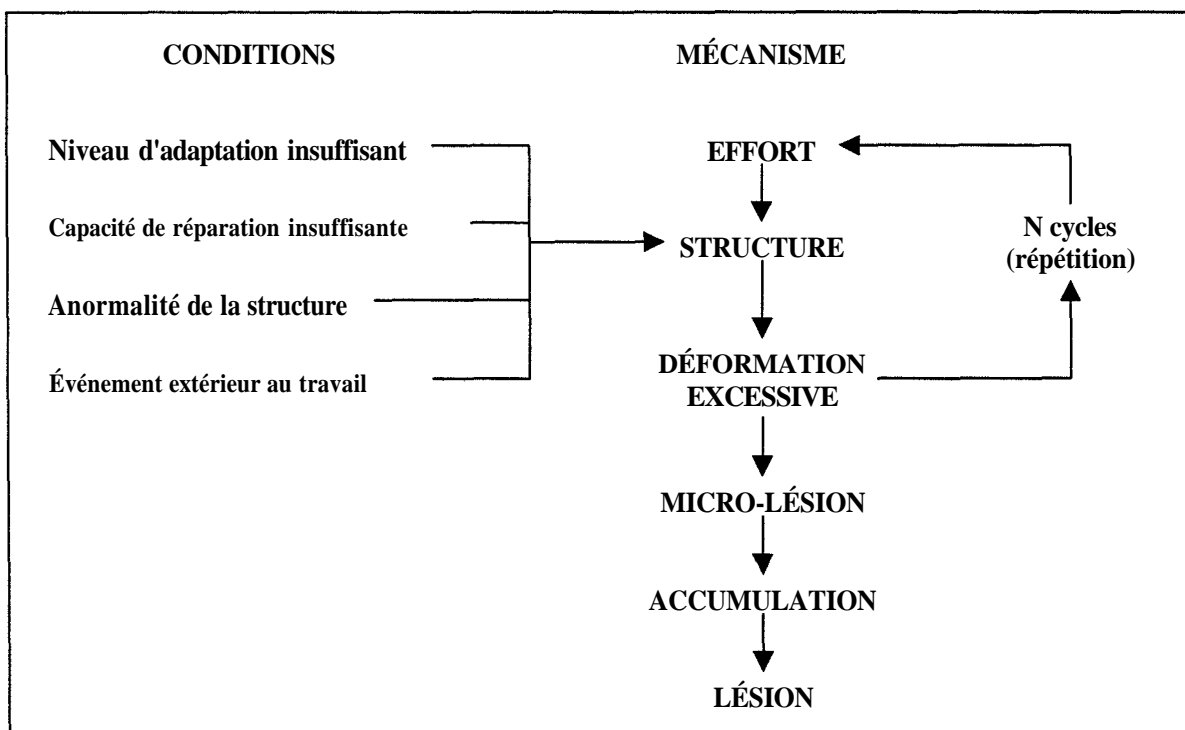 CONDITIONS
MÉCANISME
Niveau d'adaptation insuffisant
Capacité de réparation insuffisante
Anormalité de la structure
Événement extérieur au travail
EFFORT
STRUCTURE
DÉFORMATION
EXCESSIVE
MICRO-LÉSION
ACCUMULATION
LÉSION
N cycles
(répétition)